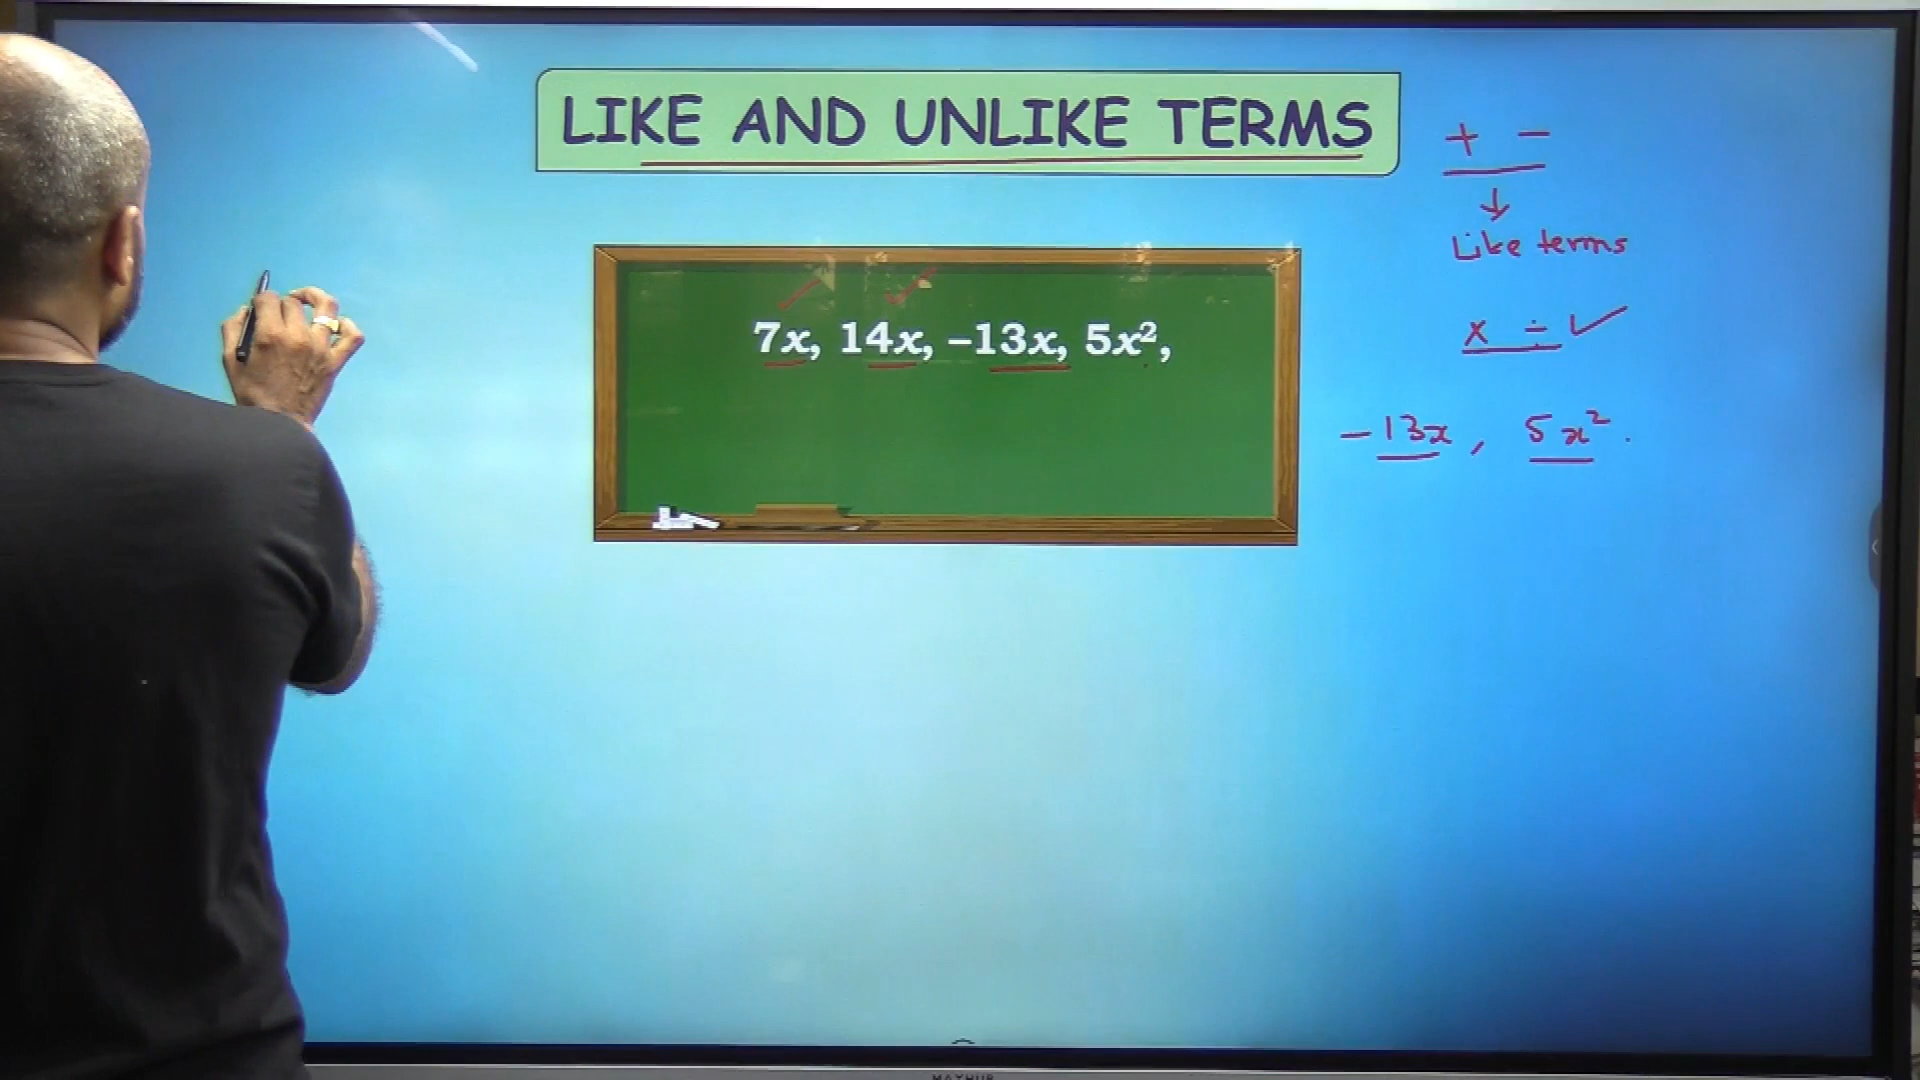 LIKE AND UNLIKE TERMS
+ −
↓
Like terms
7x, 14x, –13x, 5x²,
x ÷ ✓
−13x, 5x².